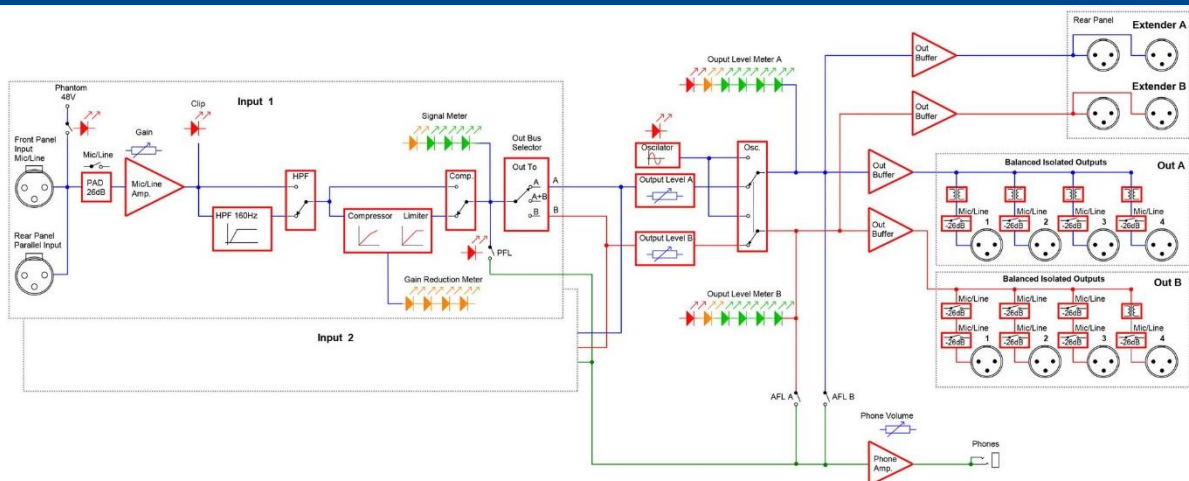 Rear Panel
Extender A
Extender B
Out
Buffer
Out
Buffer
Ouput Level Meter A
Phantom
48V
Input 1
Clip
Signal Meter
Out Bus
Selector
Front Panel
Input
Mic/Line
Mic/Line
Gain
PAD
26dB
Mic/Line
Amp.
HPF
HPF 160Hz
Comp.
Compressor
Limiter
Out To
A
A+B
B
A
B
PFL
Rear Panel
Parallel Input
Gain Reduction Meter
Input 2
Oscilator
Osc.
Output Level A
Output Level B
Ouput Level Meter B
Out
Buffer
Out
Buffer
Balanced Isolated Outputs
Out A
Mic/Line
Mic/Line
Mic/Line
Mic/Line
-26dB
1
-26dB
2
-26dB
3
-26dB
4
Balanced Isolated Outputs
Out B
Mic/Line
Mic/Line
Mic/Line
-26dB
-26dB
-26dB
Mic/Line
Mic/Line
Mic/Line
Mic/Line
-26dB
1
-26dB
2
-26dB
3
-26dB
4
AFL A
AFL B
Phone Volume
Phone
Amp.
Phones